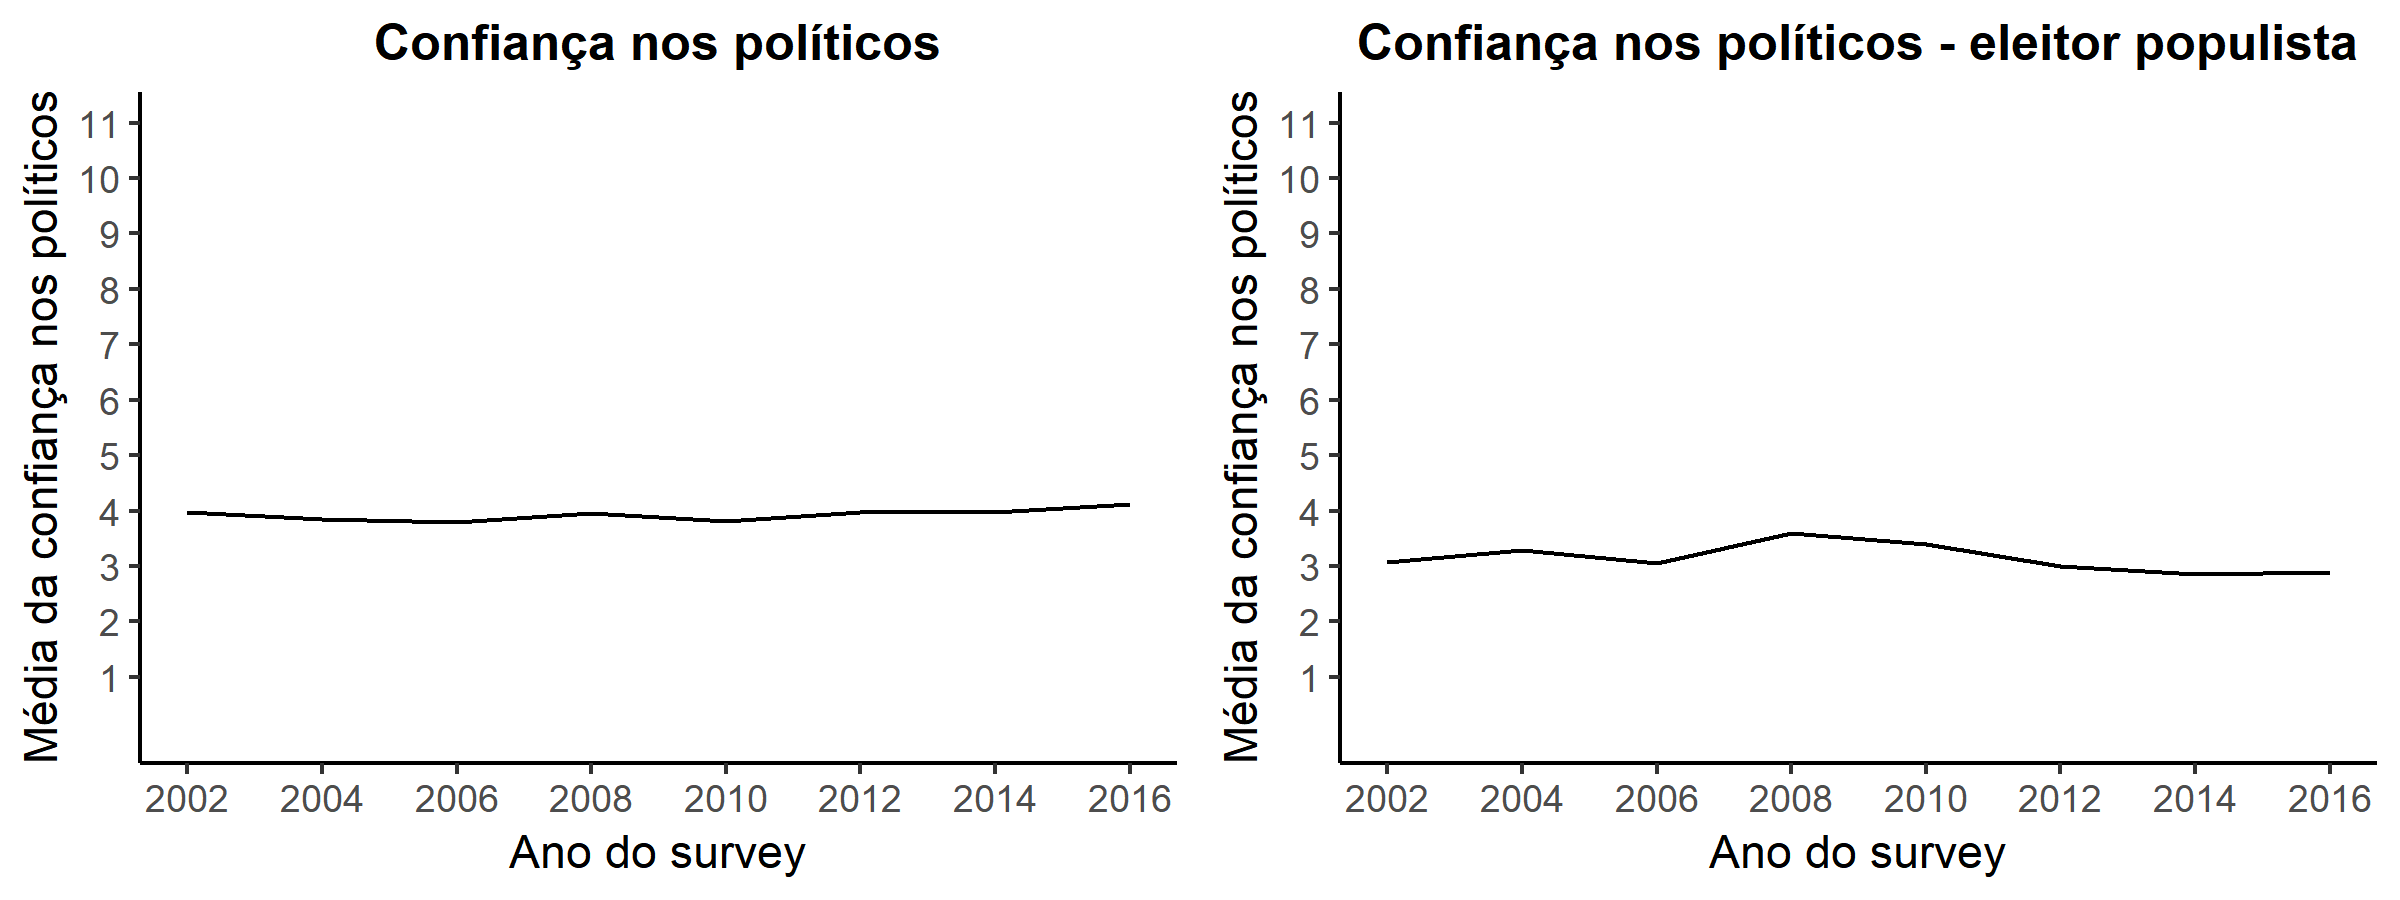 Confiança nos políticos
Média da confiança nos políticos
11
10
9
8
7
6
5
4
3
2
1
2002 2004 2006 2008 2010 2012 2014 2016
Ano do survey
Confiança nos políticos - eleitor populista
Média da confiança nos políticos
11
10
9
8
7
6
5
4
3
2
1
2002 2004 2006 2008 2010 2012 2014 2016
Ano do survey